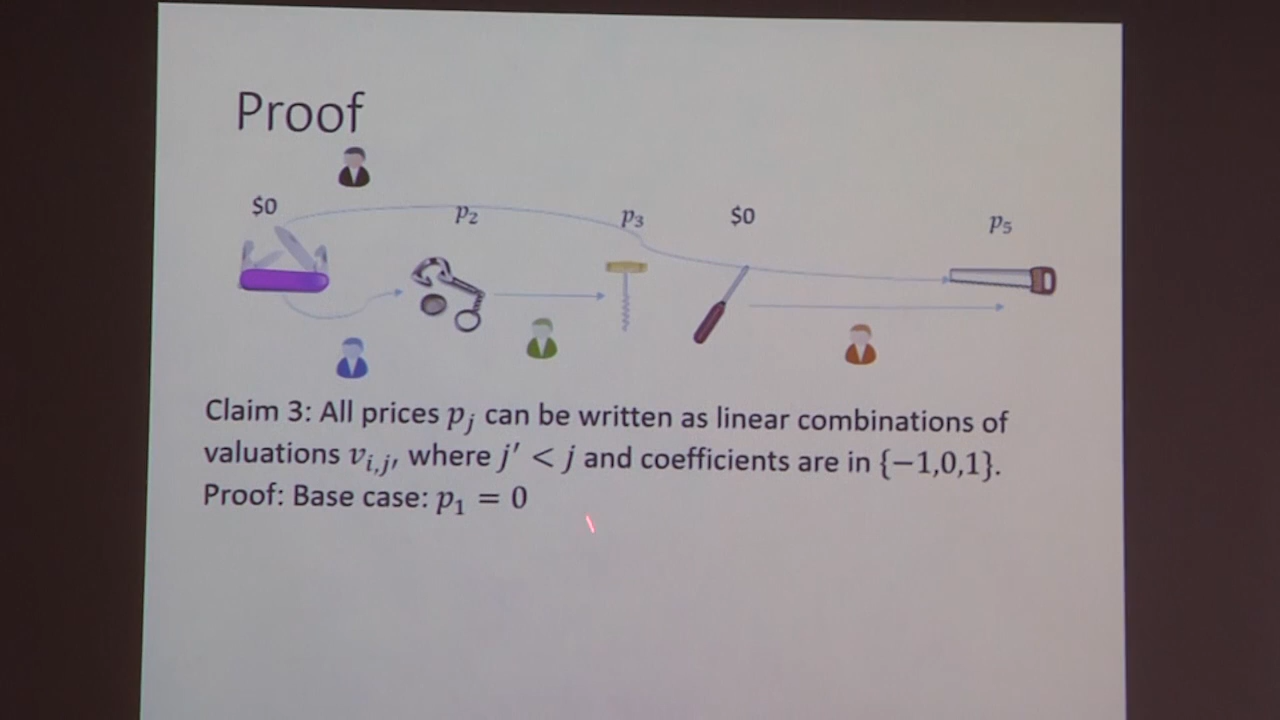 Proof
$0 p₂ p₃ $0 p₅
Claim 3: All prices pⱼ can be written as linear combinations of
valuations vᵢ,ⱼ′ where j′ < j and coefficients are in {−1,0,1}.
Proof: Base case: p₁ = 0